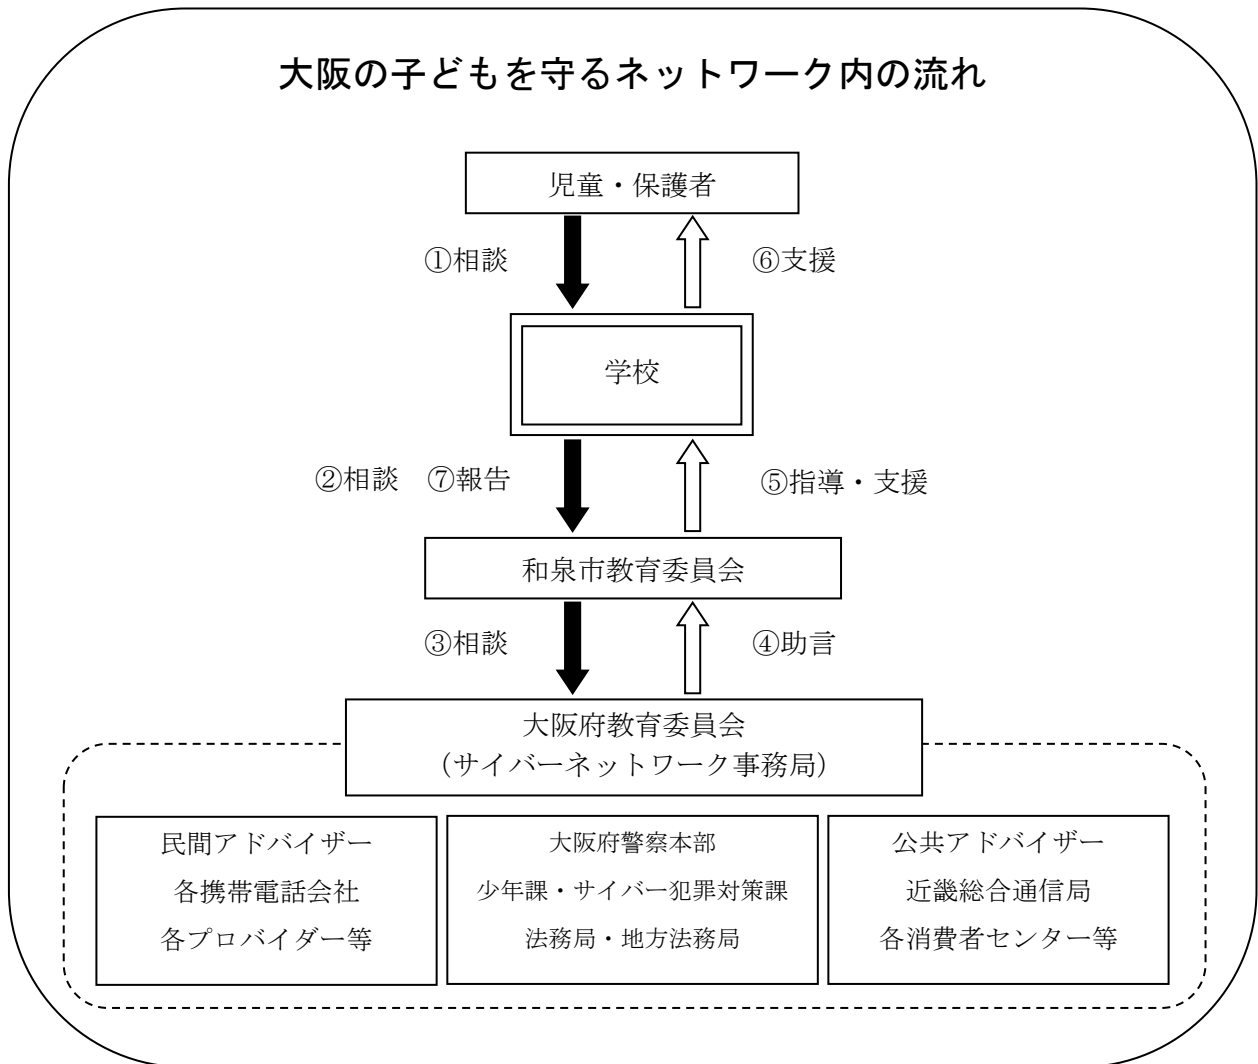 大阪の子どもを守るネットワーク内の流れ
児童・保護者
①相談
⑥支援
学校
②相談 ⑦報告
⑤指導・支援
和泉市教育委員会
③相談
④助言
大阪府教育委員会
(サイバーネットワーク事務局)
民間アドバイザー
各携帯電話会社
各プロバイダー等
大阪府警察本部
少年課・サイバー犯罪対策課
法務局・地方法務局
公共アドバイザー
近畿総合通信局
各消費者センター等